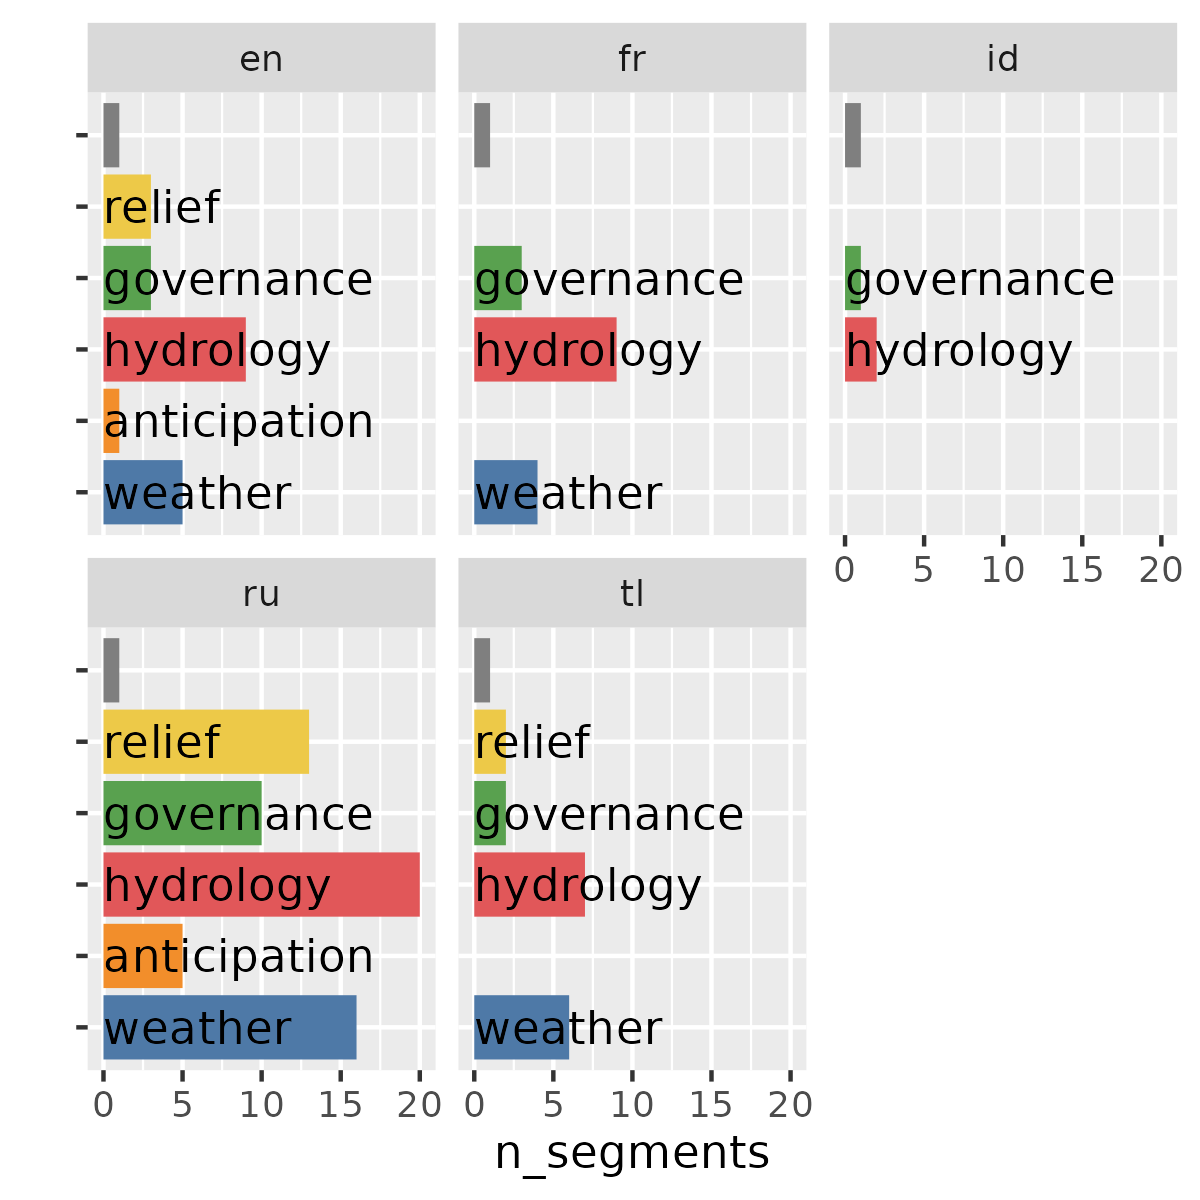 en
fr
id
relief
governance
hydrology
anticipation
weather
governance
hydrology
weather
governance
hydrology
0 5 10 15 20
ru
tl
relief
governance
hydrology
anticipation
weather
relief
governance
hydrology
weather
0 5 10 15 20
0 5 10 15 20
n_segments